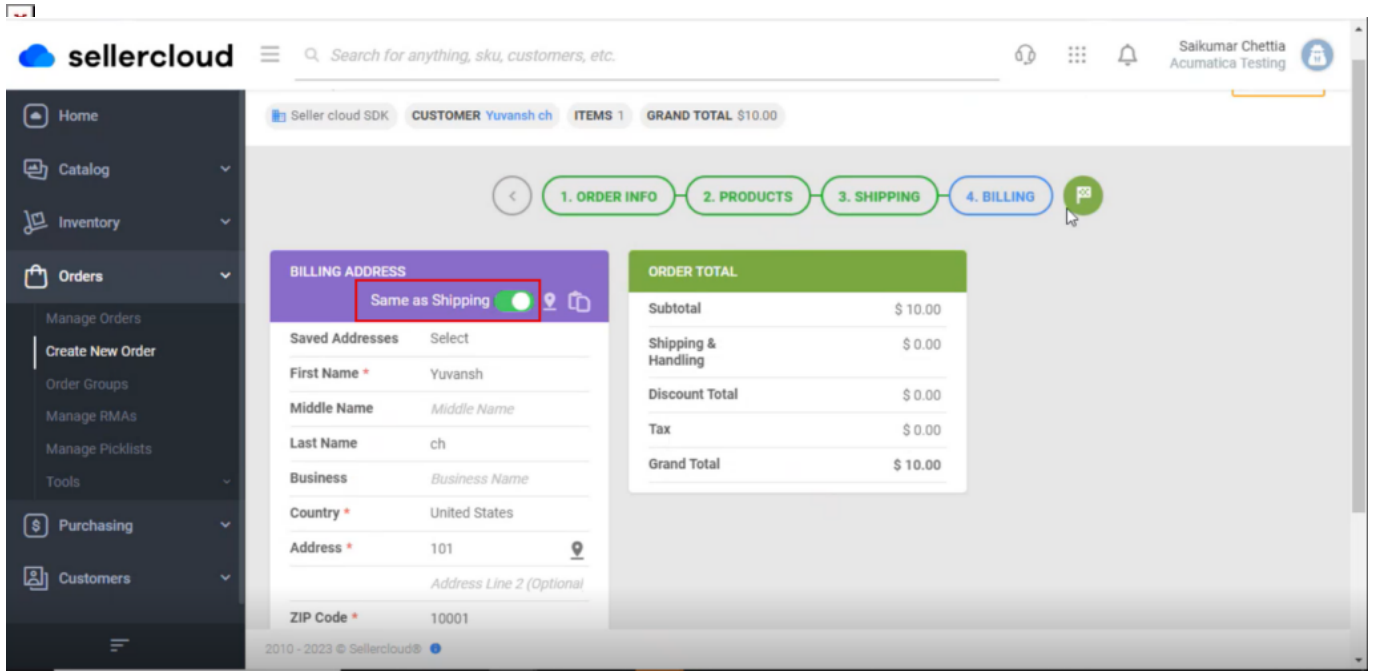 sellercloud
Search for anything, sku, customers, etc.
Saikumar Chettia
Acumatica Testing
Home
Catalog
Inventory
Orders
Manage Orders
Create New Order
Order Groups
Manage RMAs
Manage Picklists
Tools
Purchasing
Customers
Seller cloud SDK CUSTOMER Yuvansh ch ITEMS 1 GRAND TOTAL $10.00
1. ORDER INFO 2. PRODUCTS 3. SHIPPING 4. BILLING
BILLING ADDRESS
Same as Shipping
Saved Addresses Select
First Name * Yuvansh
Middle Name Middle Name
Last Name ch
Business Business Name
Country * United States
Address * 101
Address Line 2 (Optional
ZIP Code * 10001
ORDER TOTAL
Subtotal $ 10.00
Shipping & $ 0.00
Handling
Discount Total $ 0.00
Tax $ 0.00
Grand Total $ 10.00
2010 - 2023 © Sellercloud®